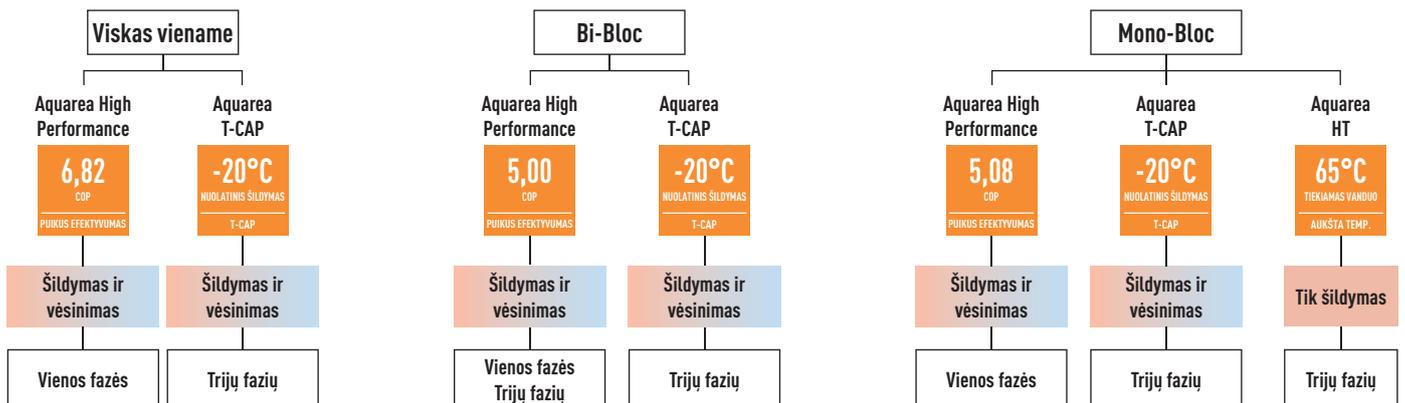 Viskas viename
Aquarea High
Performance
6,82
COP
PUIKUS EFEKTYVUMAS
Šildymas ir
vėsinimas
Vienos fazės
Aquarea
T-CAP
-20°C
NUOLATINIS ŠILDYMAS
T-CAP
Šildymas ir
vėsinimas
Trijų fazių
Bi-Bloc
Aquarea High
Performance
5,00
COP
PUIKUS EFEKTYVUMAS
Šildymas ir
vėsinimas
Vienos fazės
Trijų fazių
Aquarea
T-CAP
-20°C
NUOLATINIS ŠILDYMAS
T-CAP
Šildymas ir
vėsinimas
Trijų fazių
Mono-Bloc
Aquarea High
Performance
5,08
COP
PUIKUS EFEKTYVUMAS
Šildymas ir
vėsinimas
Vienos fazės
Aquarea
T-CAP
-20°C
NUOLATINIS ŠILDYMAS
T-CAP
Šildymas ir
vėsinimas
Trijų fazių
Aquarea
HT
65°C
TIEKIAMAS VANDUO
AUKŠTA TEMP.
Tik šildymas
Trijų fazių